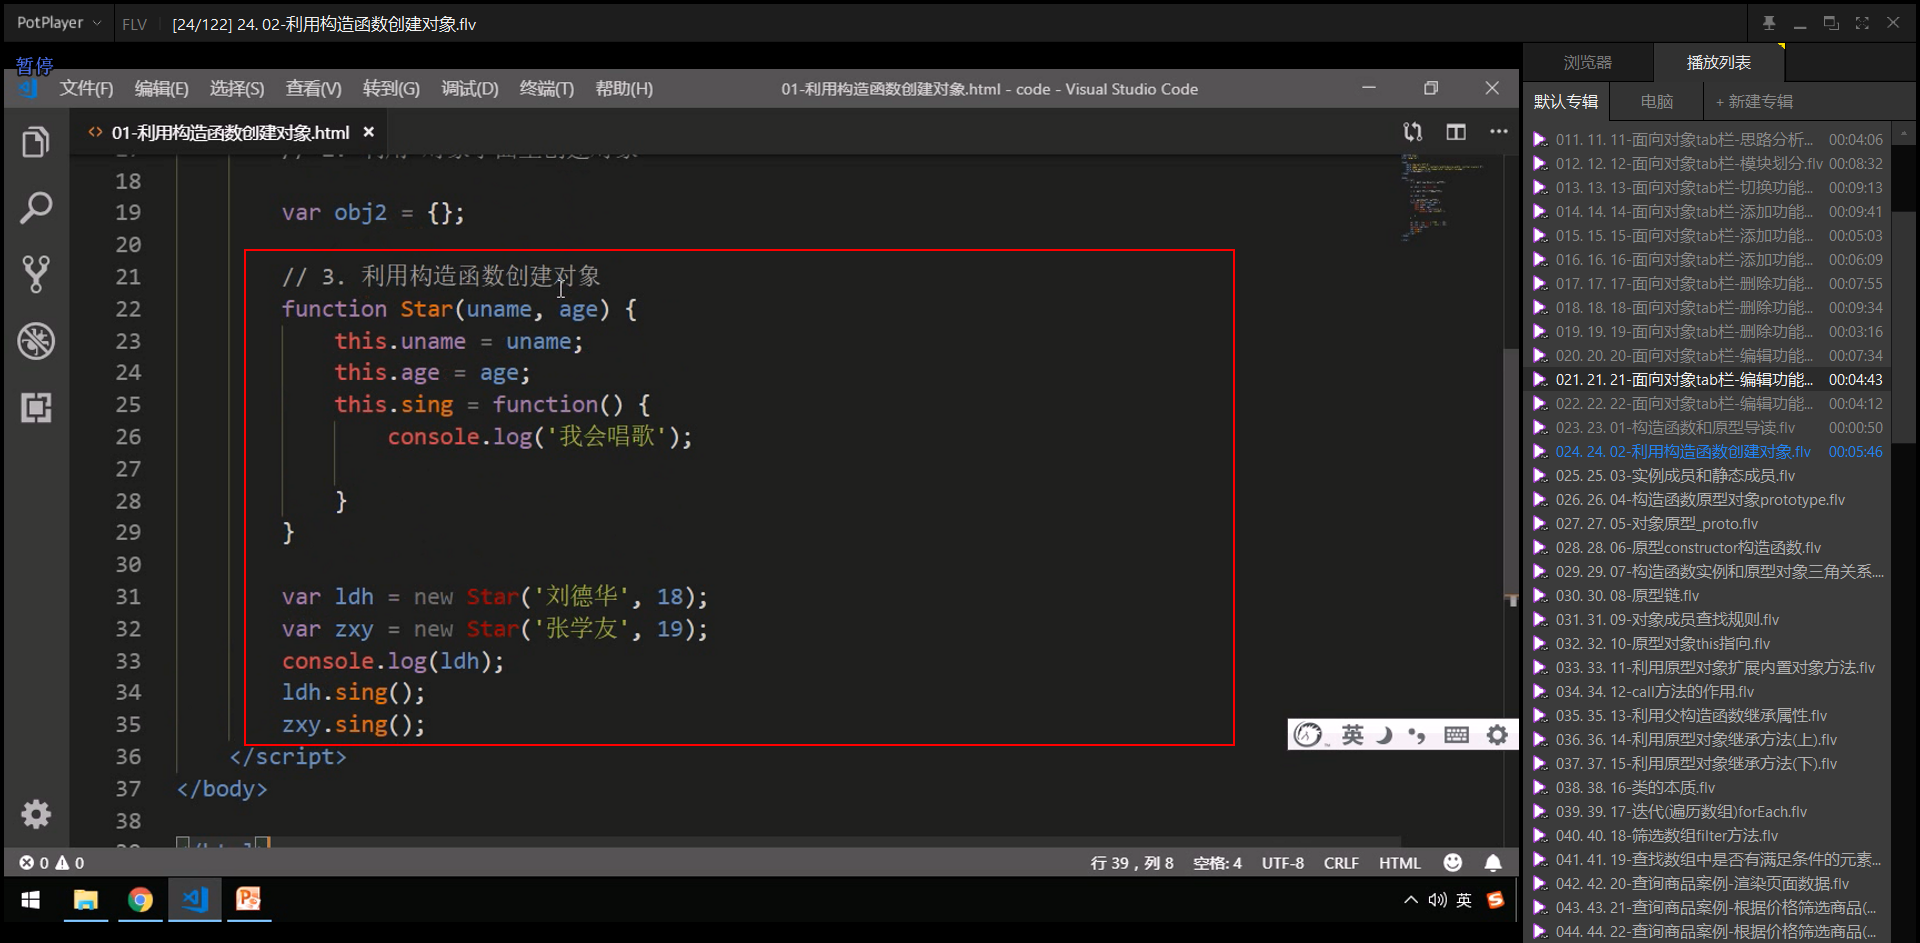 PotPlayer
FLV
[24/122] 24. 02-利用构造函数创建对象.flv
暂停
文件(F) 编辑(E) 选择(S) 查看(V) 转到(G) 调试(D) 终端(T) 帮助(H)
01-利用构造函数创建对象.html - code - Visual Studio Code
01-利用构造函数创建对象.html
18
19 var obj2 = {};
20
21 // 3. 利用构造函数创建对象
22 function Star(uname, age) {
23 this.uname = uname;
24 this.age = age;
25 this.sing = function() {
26 console.log('我会唱歌');
27
28 }
29 }
30
31 var ldh = new Star('刘德华', 18);
32 var zxy = new Star('张学友', 19);
33 console.log(ldh);
34 ldh.sing();
35 zxy.sing();
36 </script>
37 </body>
38
英
0 0
行 39，列 8 空格: 4 UTF-8 CRLF HTML
英
浏览器 播放列表
默认专辑 电脑 + 新建专辑
011. 11. 11-面向对象tab栏-思路分析... 00:04:06
012. 12. 12-面向对象tab栏-模块划分.flv 00:08:32
013. 13. 13-面向对象tab栏-切换功能... 00:09:13
014. 14. 14-面向对象tab栏-添加功能... 00:09:41
015. 15. 15-面向对象tab栏-添加功能... 00:05:03
016. 16. 16-面向对象tab栏-添加功能... 00:06:09
017. 17. 17-面向对象tab栏-删除功能... 00:07:55
018. 18. 18-面向对象tab栏-删除功能... 00:09:34
019. 19. 19-面向对象tab栏-删除功能... 00:03:16
020. 20. 20-面向对象tab栏-编辑功能... 00:07:34
021. 21. 21-面向对象tab栏-编辑功能... 00:04:43
022. 22. 22-面向对象tab栏-编辑功能... 00:04:12
023. 23. 01-构造函数和原型导读.flv 00:00:50
024. 24. 02-利用构造函数创建对象.flv 00:05:46
025. 25. 03-实例成员和静态成员.flv
026. 26. 04-构造函数原型对象prototype.flv
027. 27. 05-对象原型_proto.flv
028. 28. 06-原型constructor构造函数.flv
029. 29. 07-构造函数实例和原型对象三角关系....
030. 30. 08-原型链.flv
031. 31. 09-对象成员查找规则.flv
032. 32. 10-原型对象this指向.flv
033. 33. 11-利用原型对象扩展内置对象方法.flv
034. 34. 12-call方法的作用.flv
035. 35. 13-利用父构造函数继承属性.flv
036. 36. 14-利用原型对象继承方法(上).flv
037. 37. 15-利用原型对象继承方法(下).flv
038. 38. 16-类的本质.flv
039. 39. 17-迭代(遍历数组)forEach.flv
040. 40. 18-筛选数组filter方法.flv
041. 41. 19-查找数组中是否有满足条件的元素...
042. 42. 20-查询商品案例-渲染页面数据.flv
043. 43. 21-查询商品案例-根据价格筛选商品(...
044. 44. 22-查询商品案例-根据价格筛选商品(...